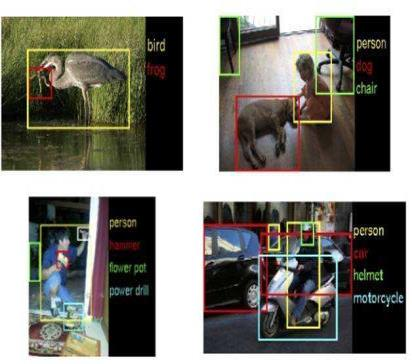 bird
frog
person
dog
chair
person
hammer
flower pot
power drill
person
car
helmet
motorcycle